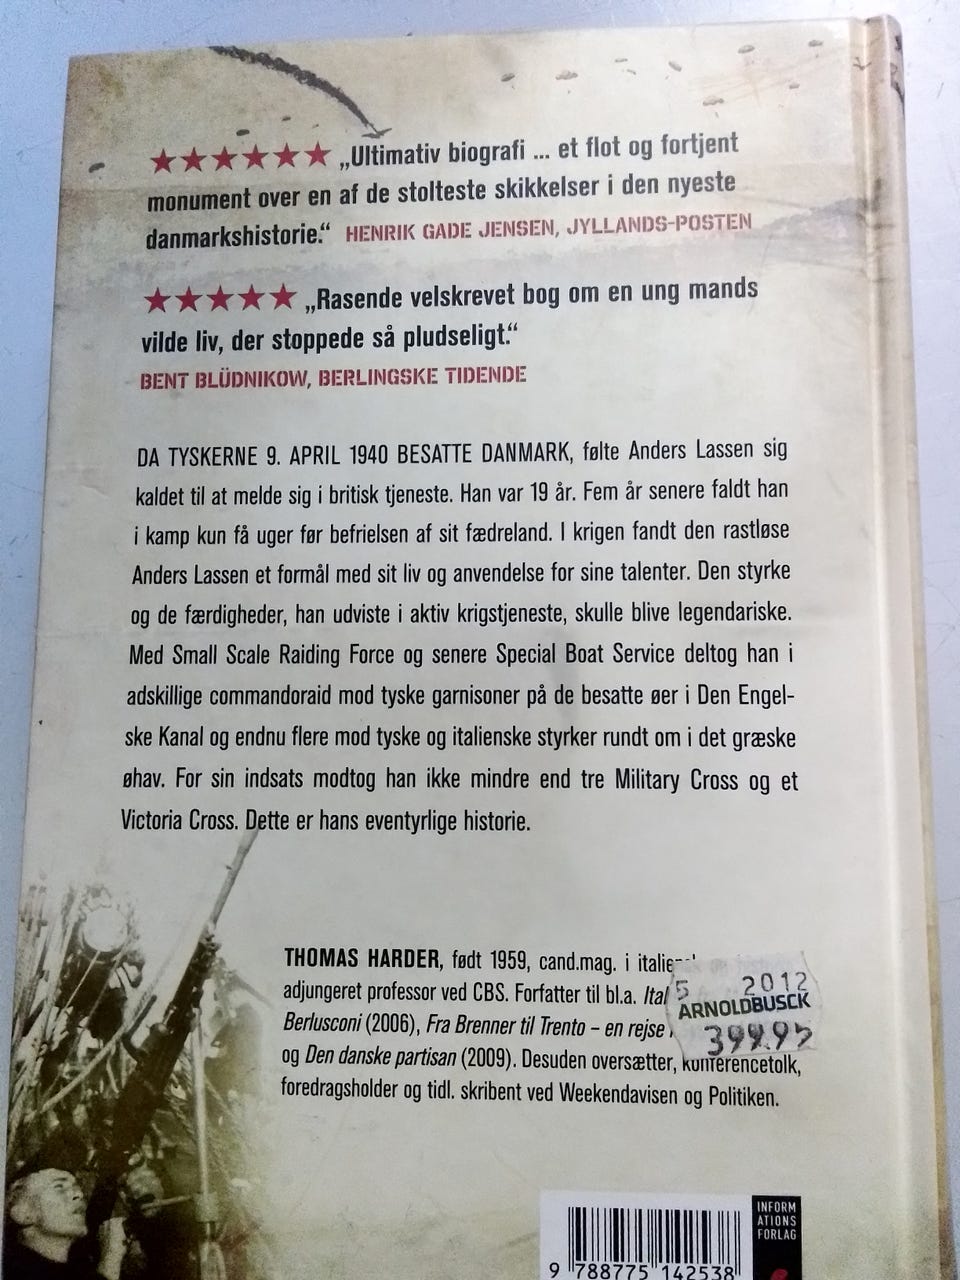 ★★★★★★ „Ultimativ biografi ... et flot og fortjent
monument over en af de stolteste skikkelser i den nyeste
danmarkshistorie.“ HENRIK GADE JENSEN, JYLLANDS-POSTEN
★★★★★ „Rasende velskrevet bog om en ung mands
vilde liv, der stoppede så pludseligt.“
BENT BLÜDNIKOW, BERLINGSKE TIDENDE
DA TYSKERNE 9. APRIL 1940 BESATTE DANMARK, følte Anders Lassen sig
kaldet til at melde sig i britisk tjeneste. Han var 19 år. Fem år senere faldt han
i kamp kun få uger før befrielsen af sit fædreland. I krigen fandt den rastløse
Anders Lassen et formål med sit liv og anvendelse for sine talenter. Den styrke
og de færdigheder, han udviste i aktiv krigstjeneste, skulle blive legendariske.
Med Small Scale Raiding Force og senere Special Boat Service deltog han i
adskillige commandoraid mod tyske garnisoner på de besatte øer i Den Engel-
ske Kanal og endnu flere mod tyske og italienske styrker rundt om i det græske
øhav. For sin indsats modtog han ikke mindre end tre Military Cross og et
Victoria Cross. Dette er hans eventyrlige historie.
THOMAS HARDER, født 1959, cand.mag. i
adjungeret professor ved CBS. Forfatter til bl.a.
Berlusconi (2006), Fra Brenner til Trento – en rejse
og Den danske partisan (2009). Desuden oversætter, konferencetolk,
foredragsholder og tidl. skribent ved Weekendavisen og Politiken.
5 2012
ARNOLDBUSCK
399.95
INFORM
ATIONS
FORLAG
9 788775 142538